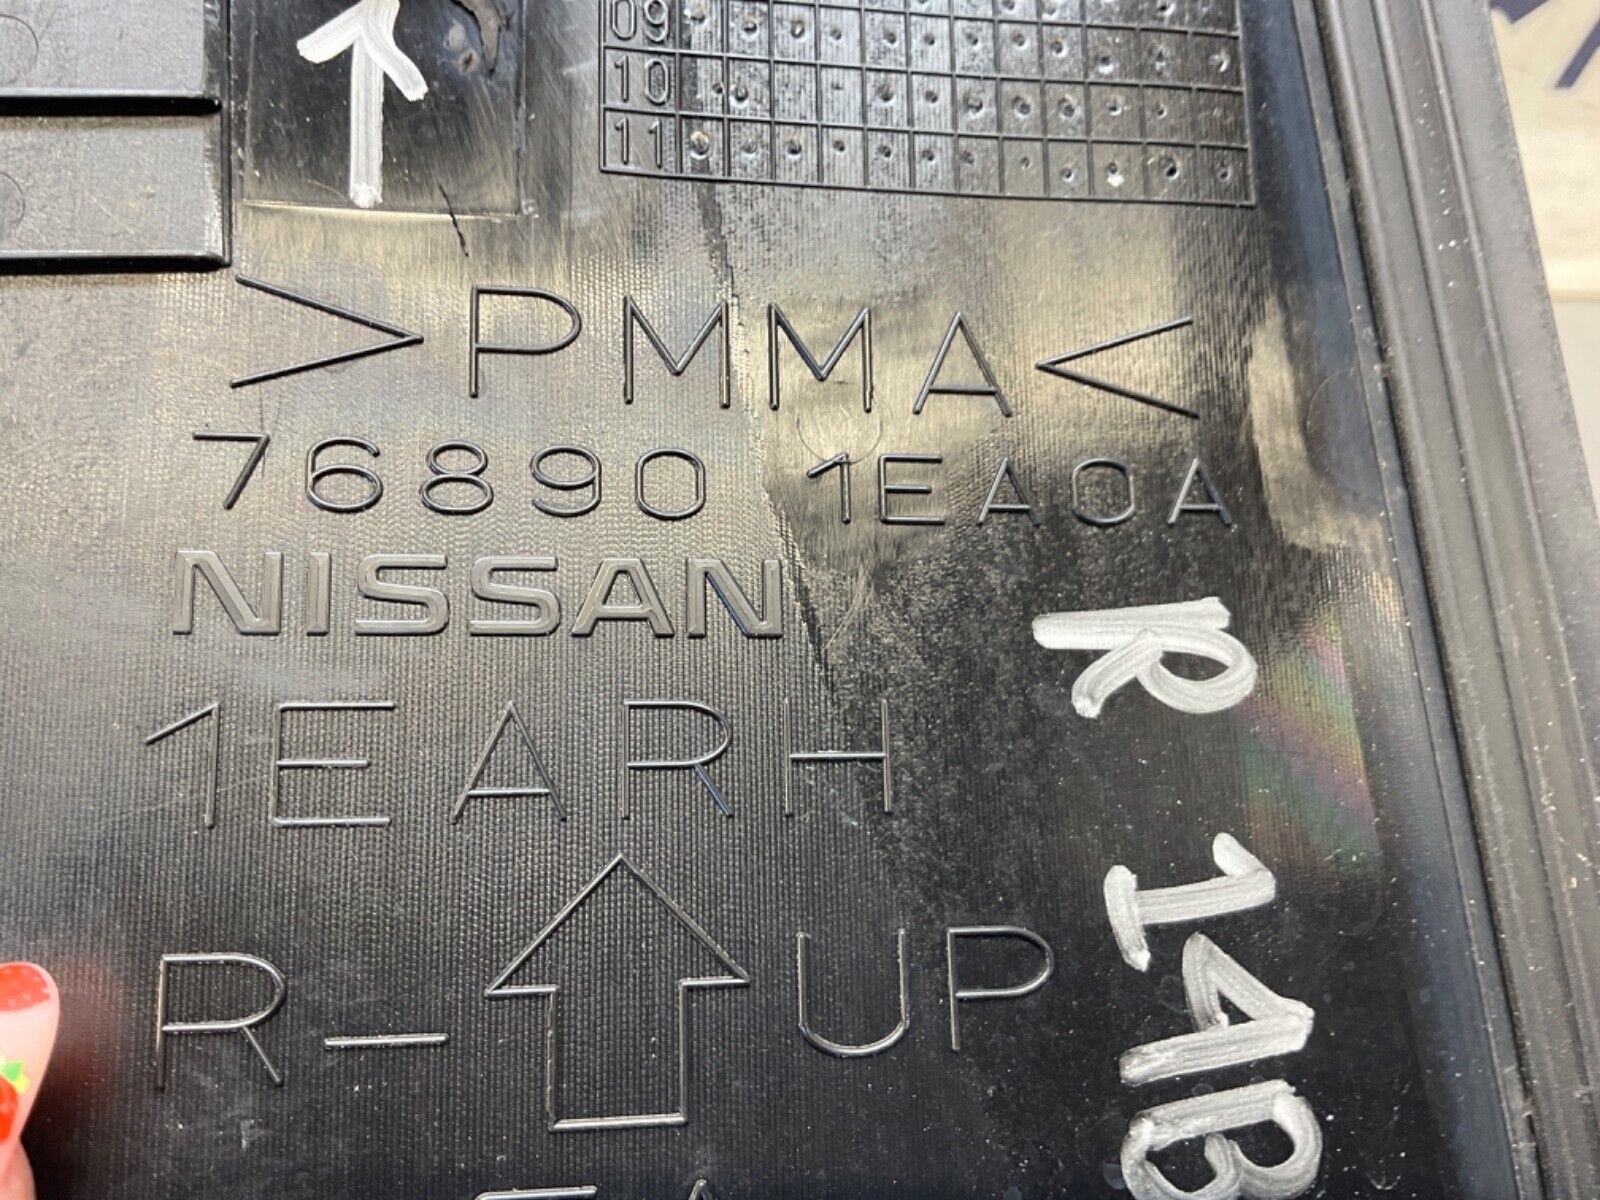 09
10
11
>PMMA<
76890 1EA0A
NISSAN
1EARH
R- UP
R 14B